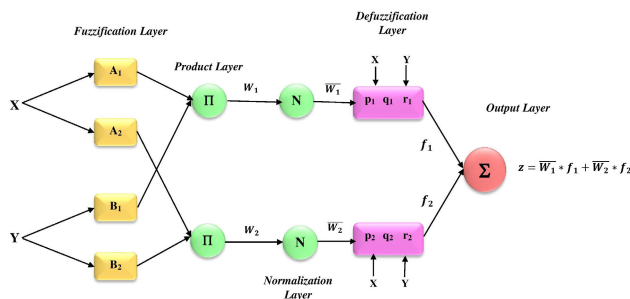 Fuzzification Layer
Product Layer
Defuzzification
Layer
Output Layer
X
Y
A₁
A₂
B₁
B₂
Π
W₁
N
W̅₁
X
Y
p₁ q₁ r₁
f₁
Π
W₂
N
W̅₂
p₂ q₂ r₂
X
Y
f₂
Σ
z = W̅₁ * f₁ + W̅₂ * f₂
Normalization
Layer